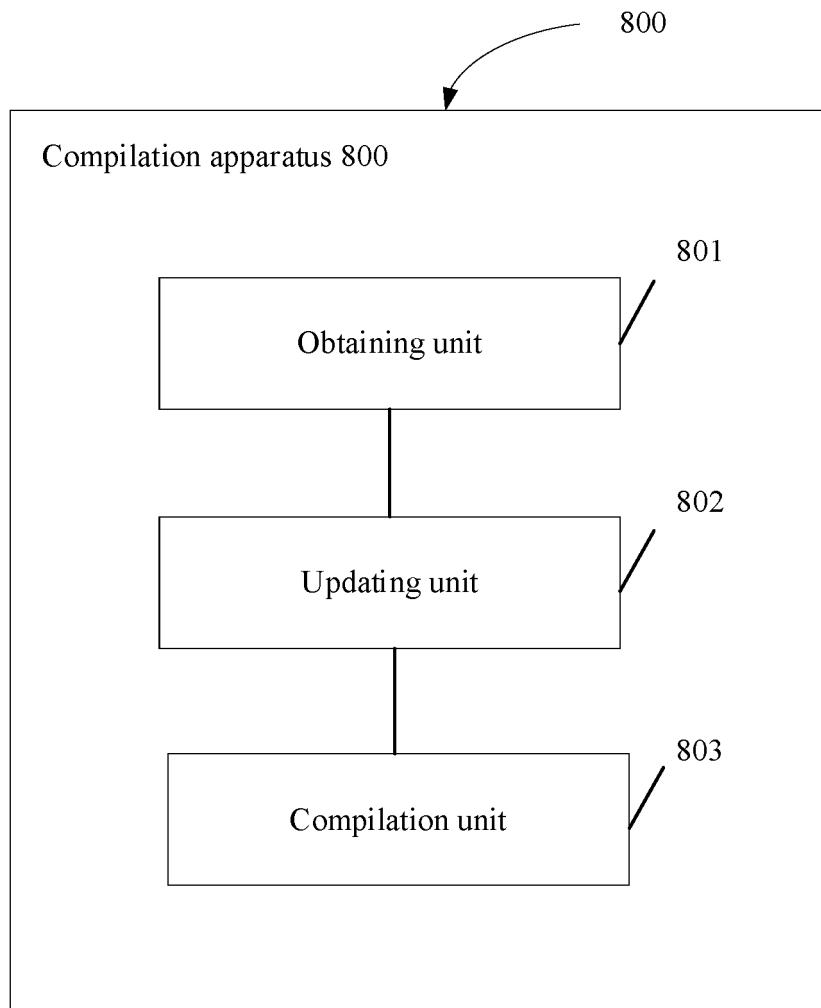 800
Compilation apparatus 800
801
Obtaining unit
802
Updating unit
803
Compilation unit